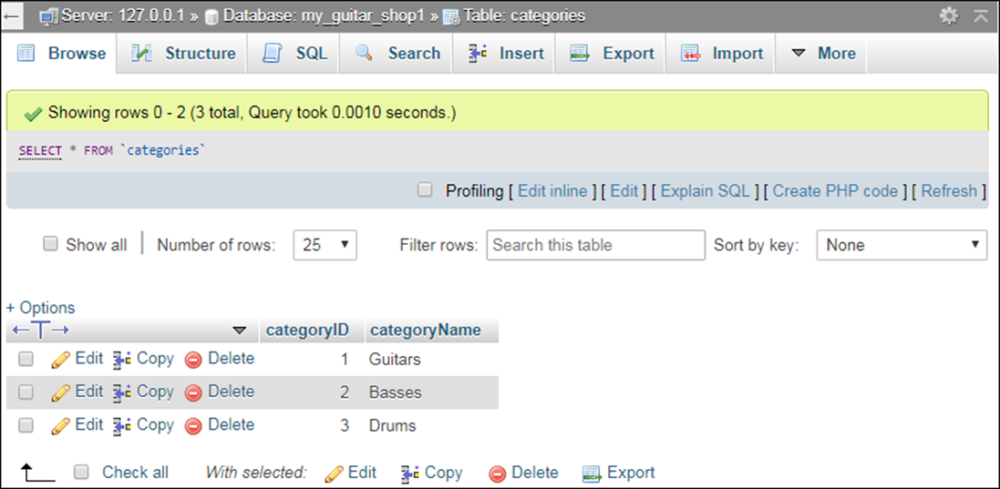 Server: 127.0.0.1 » Database: my_guitar_shop1 » Table: categories
Browse Structure SQL Search Insert Export Import More
Showing rows 0 - 2 (3 total, Query took 0.0010 seconds.)
SELECT * FROM `categories`
Profiling [ Edit inline ] [ Edit ] [ Explain SQL ] [ Create PHP code ] [ Refresh ]
Show all | Number of rows: 25 Filter rows: Search this table Sort by key: None
+ Options
←T→ categoryID categoryName
Edit Copy Delete 1 Guitars
Edit Copy Delete 2 Basses
Edit Copy Delete 3 Drums
Check all With selected: Edit Copy Delete Export